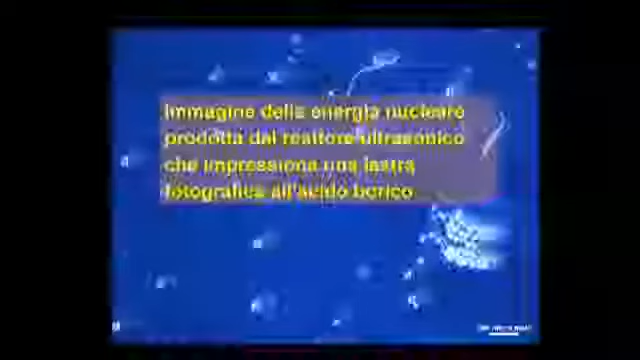 Immagine della energia nucleare
prodotta dal reattore ultrasonico
che impressiona una lastra
fotografica all'acido borico